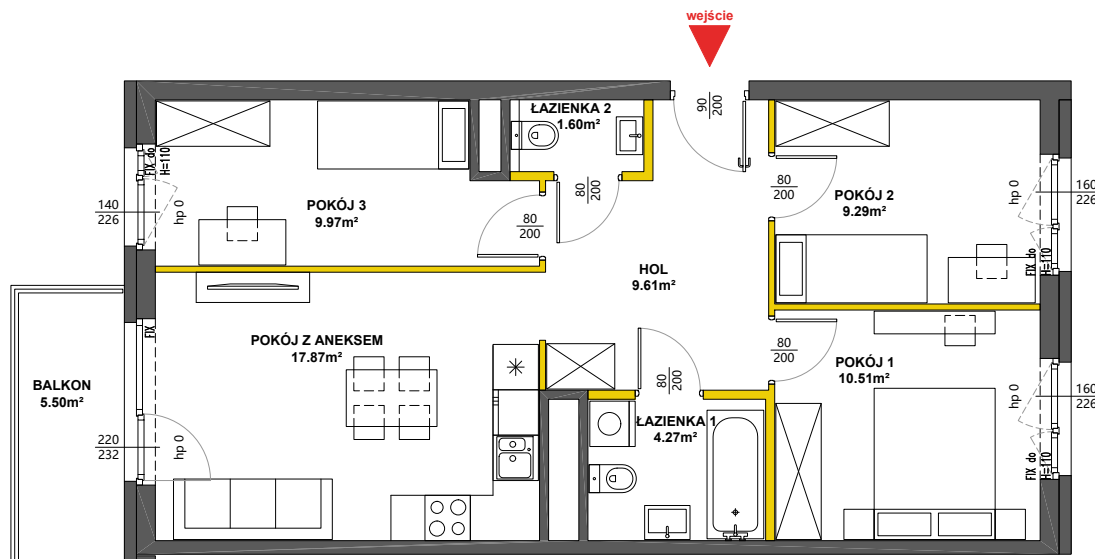 wejście
90
200
ŁAZIENKA 2
1.60m²
FIX do
H=110
hp 0
140
226
POKÓJ 3
9.97m²
80
200
80
200
80
200
POKÓJ 2
9.29m²
hp 0
160
226
FIX do
H=110
HOL
9.61m²
FIX
POKÓJ Z ANEKSEM
17.87m²
80
200
80
200
POKÓJ 1
10.51m²
hp 0
160
226
FIX do
H=110
BALKON
5.50m²
ŁAZIENKA 1
4.27m²
220
232
hp 0